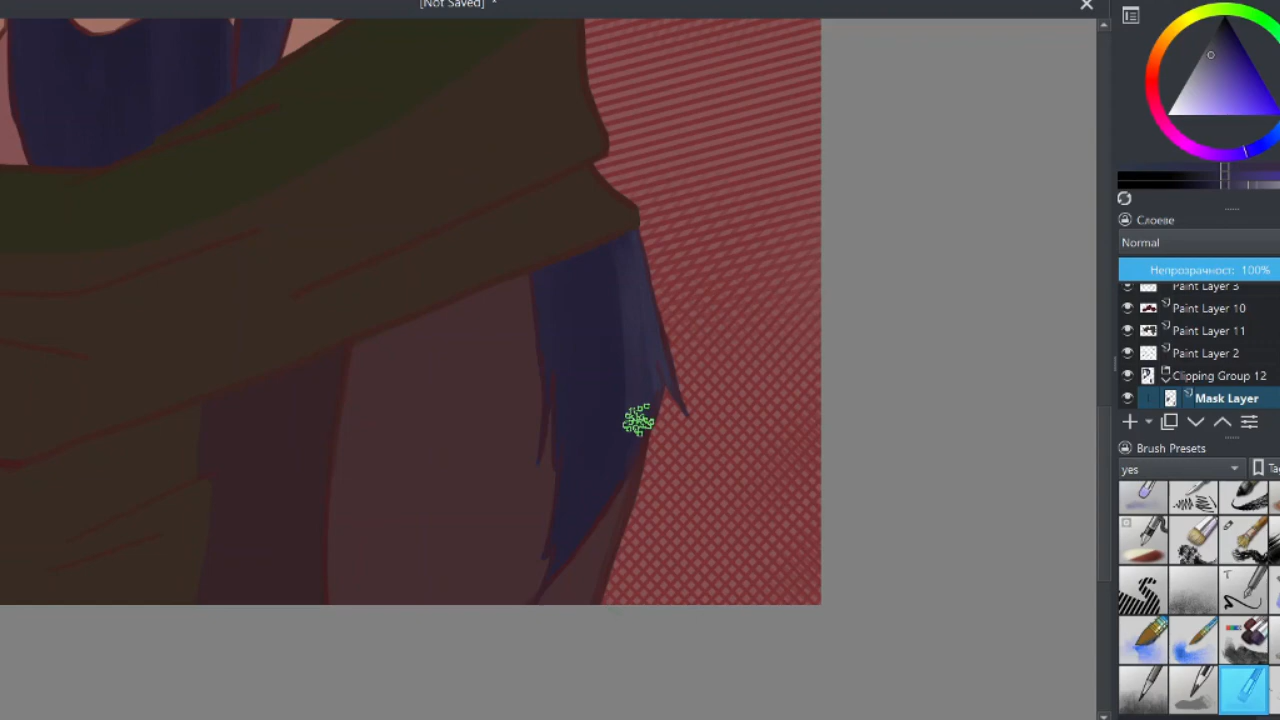 [Not Saved] *
Слоеве
Normal
Непрозрачност: 100%
Paint Layer 3
Paint Layer 10
Paint Layer 11
Paint Layer 2
Clipping Group 12
Mask Layer
Brush Presets
yes